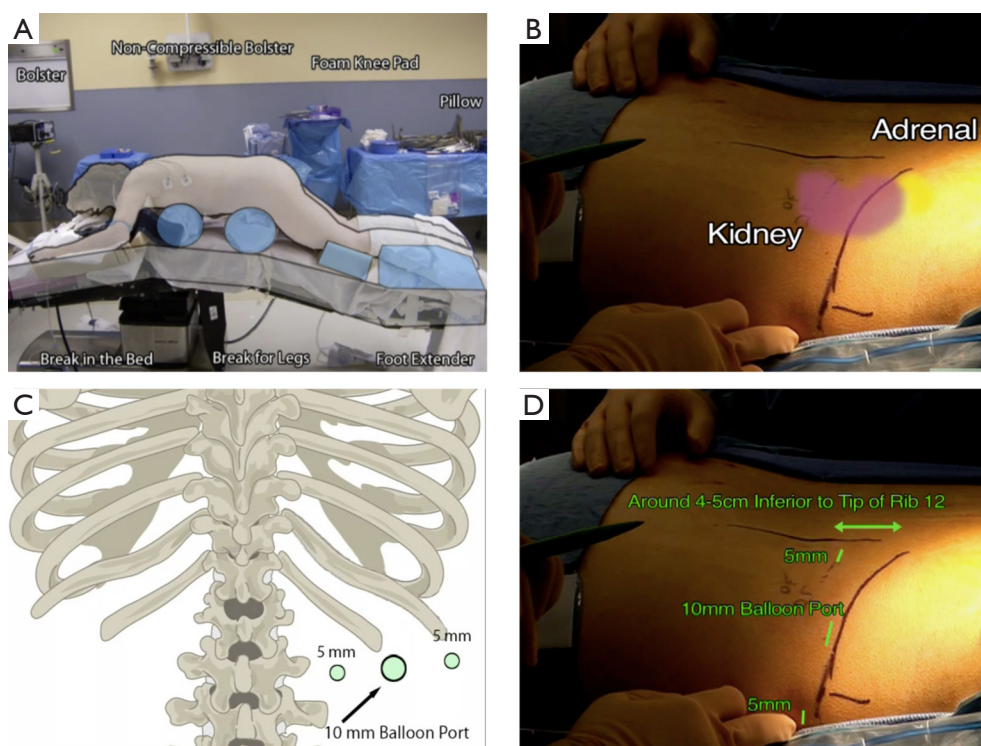 A
Non-Compressible Bolster
Bolster
Foam Knee Pad
Pillow
Break in the Bed
Break for Legs
Foot Extender
B
Adrenal
Kidney
C
5 mm
5 mm
10 mm Balloon Port
D
Around 4-5cm Inferior to Tip of Rib 12
5mm
10mm Balloon Port
5mm